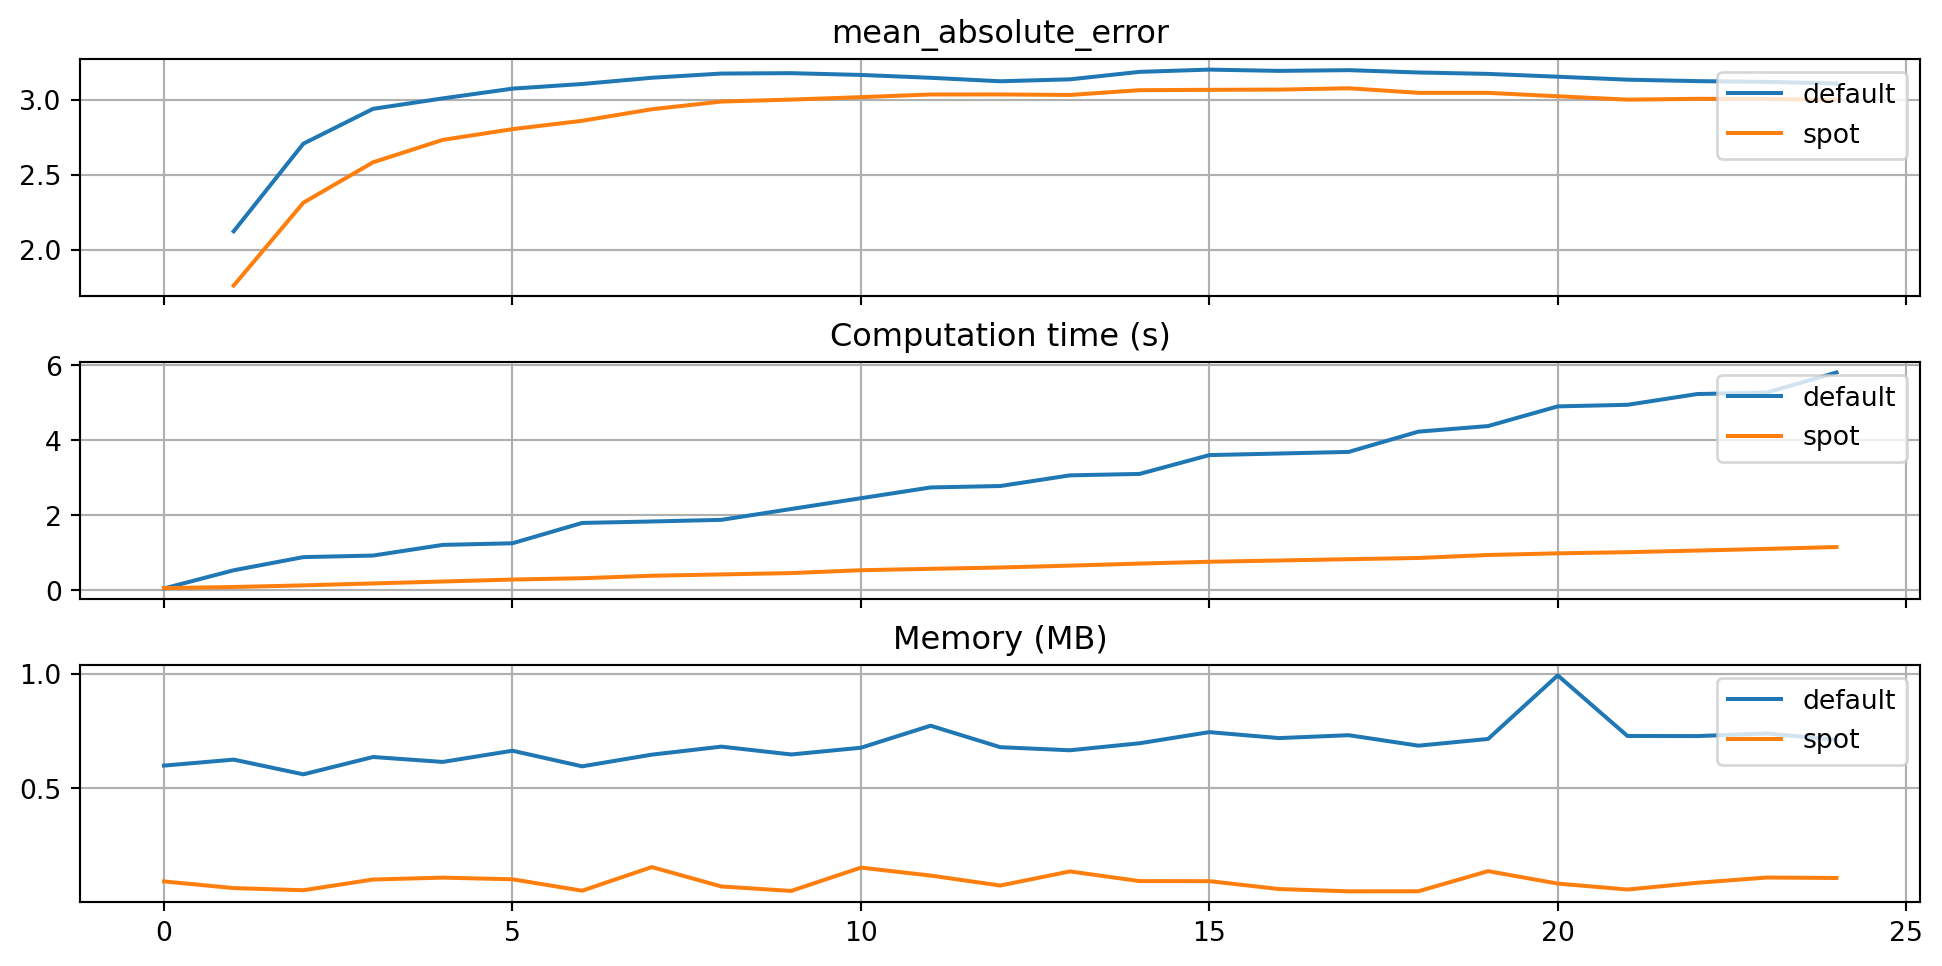 mean_absolute_error
3.0
2.5
2.0
default
spot
Computation time (s)
6
4
2
0
default
spot
Memory (MB)
1.0
0.5
default
spot
0 5 10 15 20 25